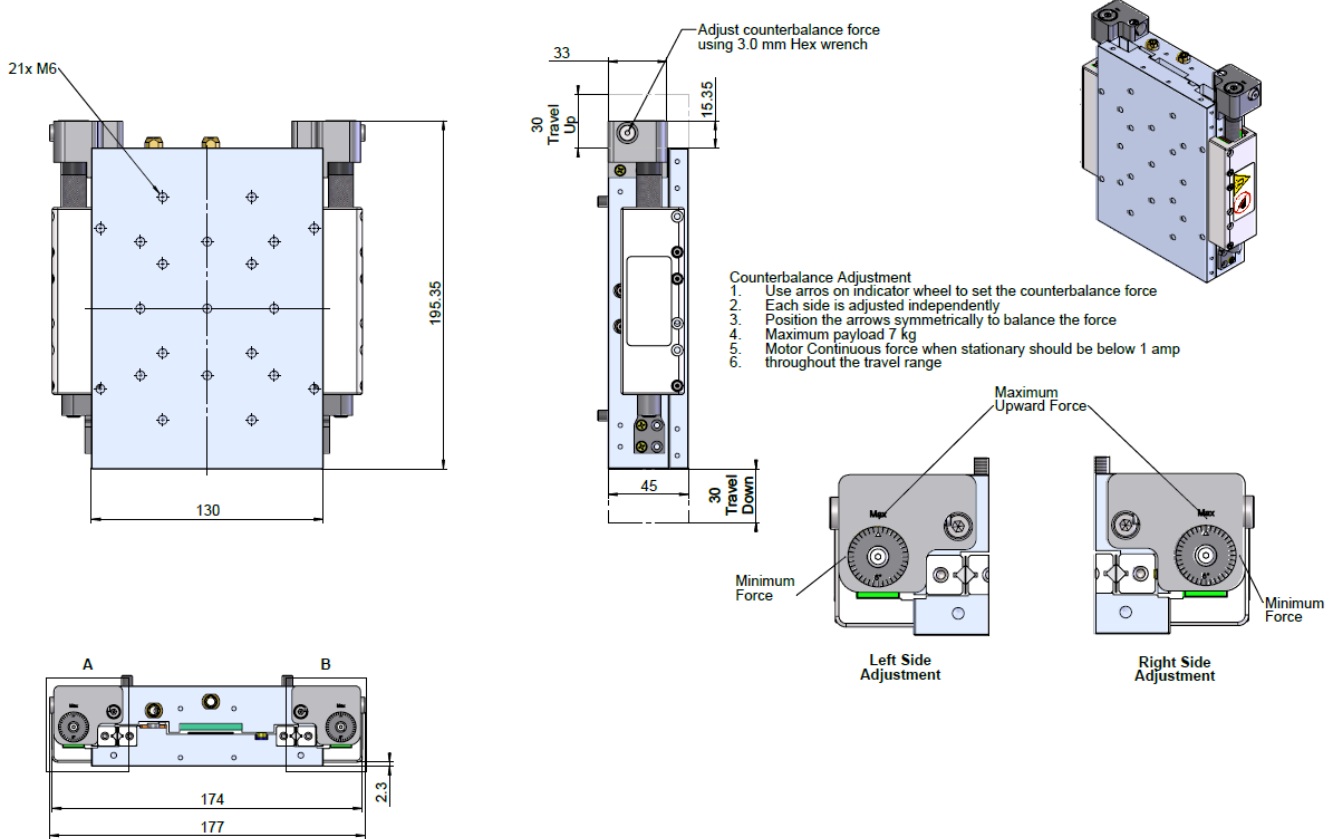 21x M6
195.35
130
33
Adjust counterbalance force
using 3.0 mm Hex wrench
30
Travel
Up
15.35
45
30
Travel
Down
Counterbalance Adjustment
1. Use arros on indicator wheel to set the counterbalance force
2. Each side is adjusted independently
3. Position the arrows symmetrically to balance the force
4. Maximum payload 7 kg
5. Motor Continuous force when stationary should be below 1 amp
6. throughout the travel range
Maximum
Upward Force
Max
Max
Minimum
Force
Minimum
Force
Left Side
Adjustment
Right Side
Adjustment
A
B
Max
Max
2.3
174
177